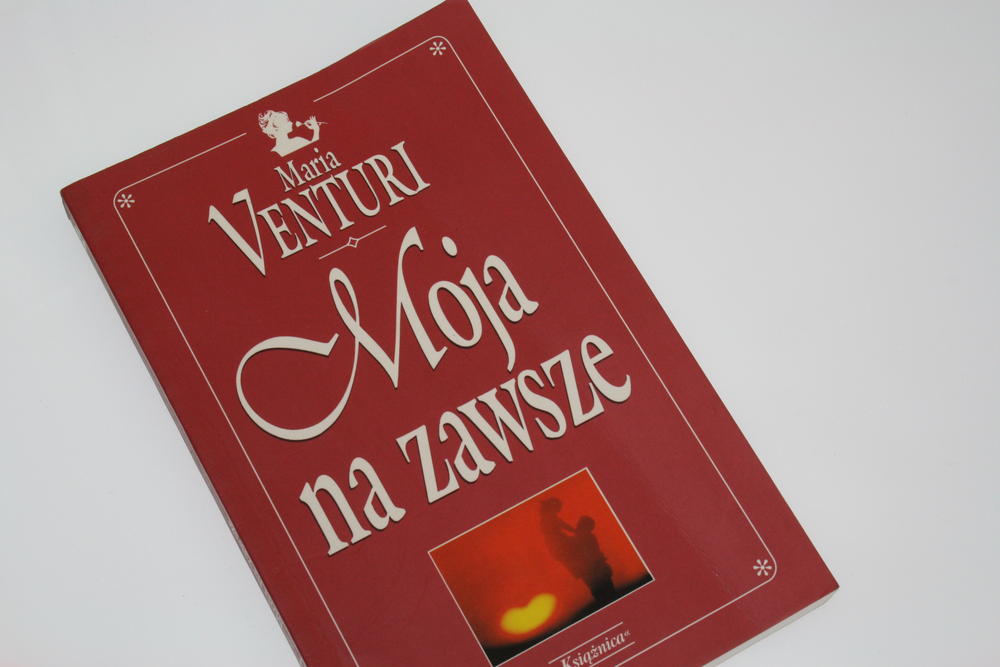 Maria
VENTURI
Moja
na zawsze
Książnica“